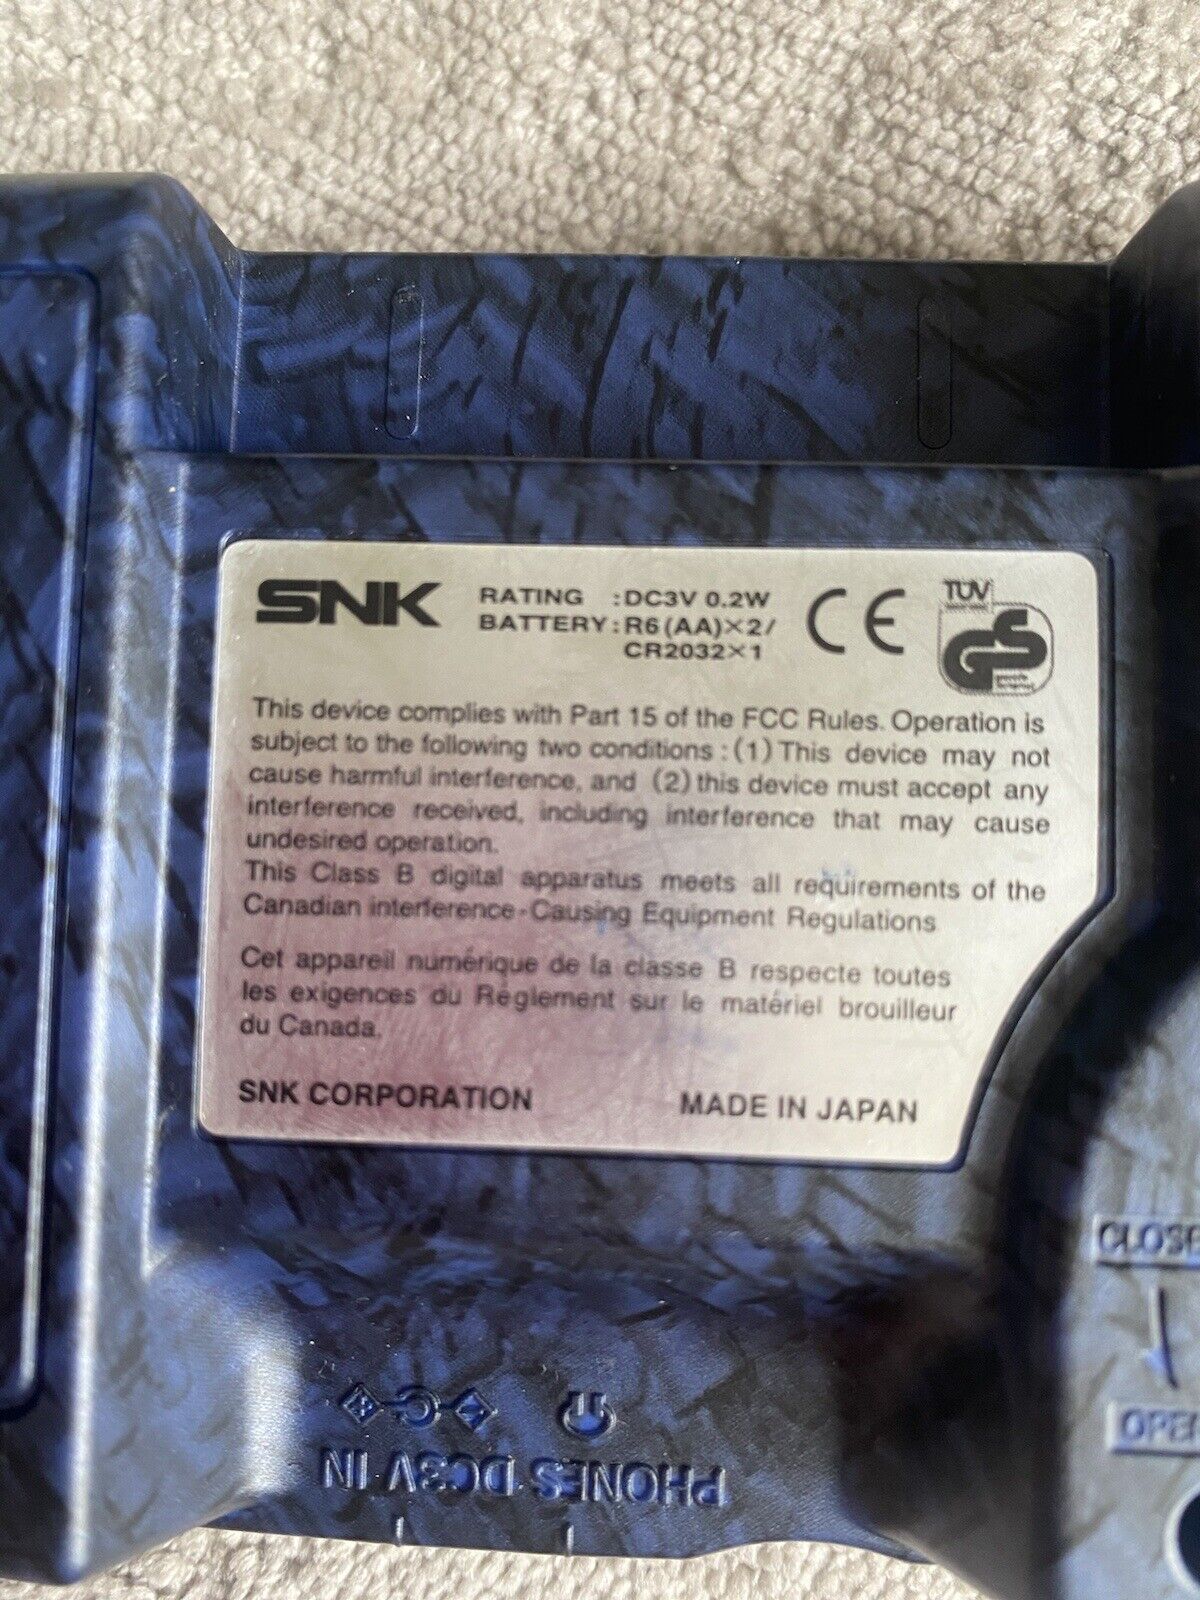 SNK
RATING :DC3V 0.2W
BATTERY:R6(AA)×2/
CR2032×1
CE
TÜV
GS
This device complies with Part 15 of the FCC Rules. Operation is
subject to the following two conditions : (1) This device may not
cause harmful interference, and (2) this device must accept any
interference received, including interference that may cause
undesired operation.
This Class B digital apparatus meets all requirements of the
Canadian interference-Causing Equipment Regulations
Cet appareil numérique de la classe B respecte toutes
les exigences du Règlement sur le matériel brouilleur
du Canada.
SNK CORPORATION MADE IN JAPAN
CLOSE
OPEN
PHONES DC3V IN